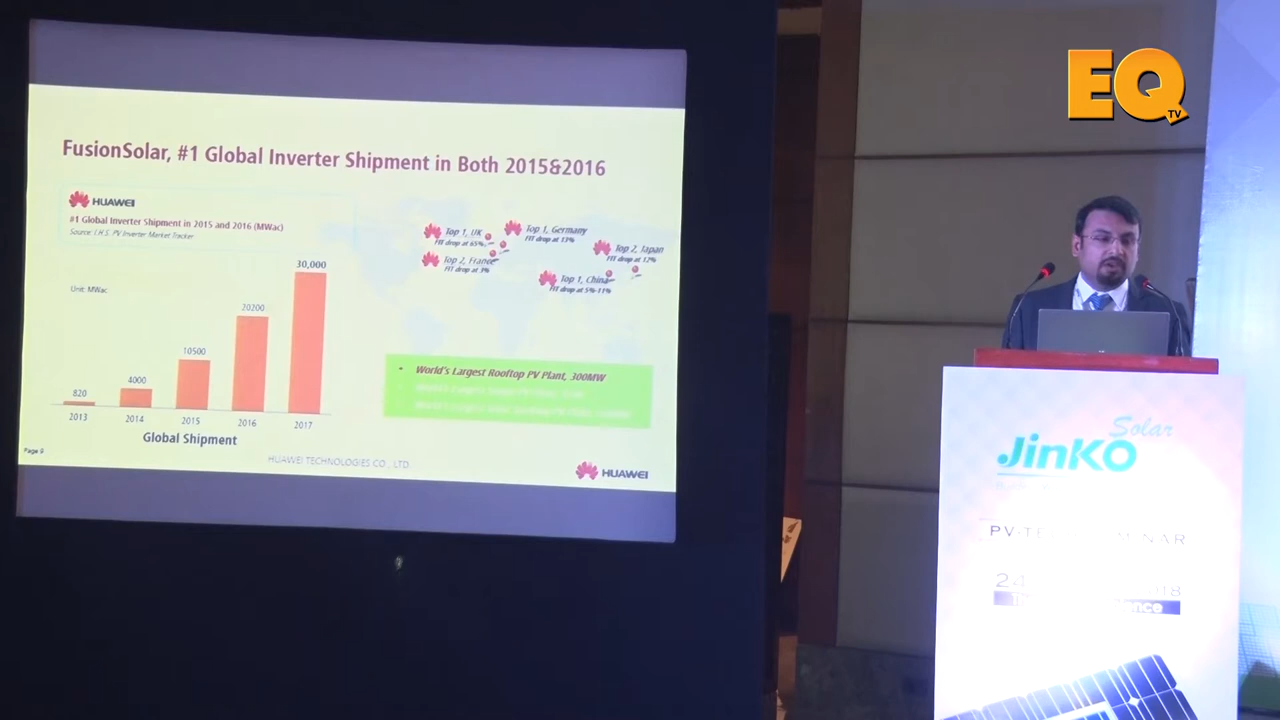 EQ
TV
FusionSolar, #1 Global Inverter Shipment in Both 2015&2016
HUAWEI
#1 Global Inverter Shipment in 2015 and 2016 (MWac)
Source: I.H.S. PV Inverter Market Tracker
Unit: MWac
820
4000
10500
20200
30,000
2013
2014
2015
2016
2017
Global Shipment
Top 1, UK
FIT drop at 65%
Top 1, Germany
FIT drop at 13%
Top 2, Japan
FIT drop at 12%
Top 2, France
FIT drop at 3%
Top 1, China
FIT drop at 5%-11%
• World's Largest Rooftop PV Plant, 300MW
Page 9
HUAWEI TECHNOLOGIES CO., LTD.
HUAWEI
Solar
JinKO